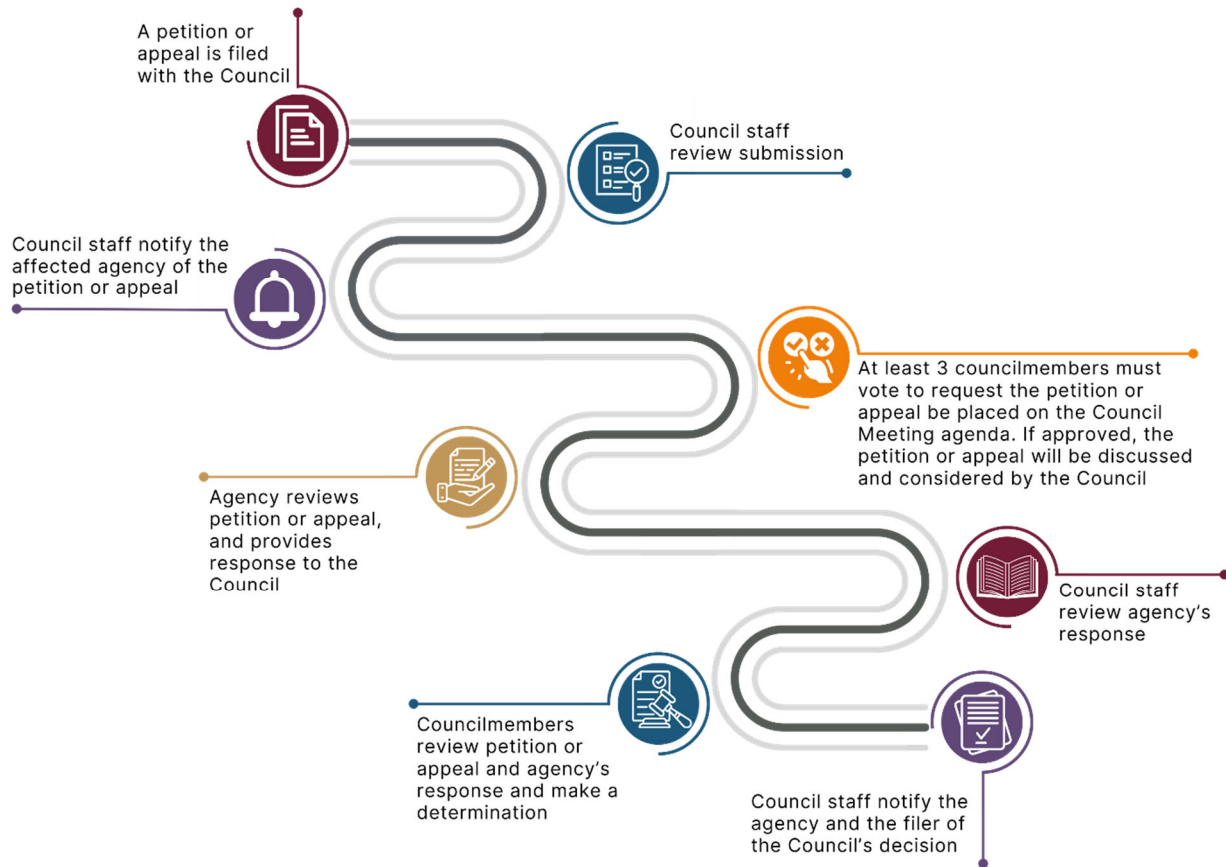 A petition or
appeal is filed
with the Council
Council staff
review submission
Council staff notify the
affected agency of the
petition or appeal
At least 3 councilmembers must
vote to request the petition or
appeal be placed on the Council
Meeting agenda. If approved, the
petition or appeal will be discussed
and considered by the Council
Agency reviews
petition or appeal,
and provides
response to the
Council
Council staff
review agency’s
response
Councilmembers
review petition or
appeal and agency’s
response and make a
determination
Council staff notify the
agency and the filer of
the Council’s decision